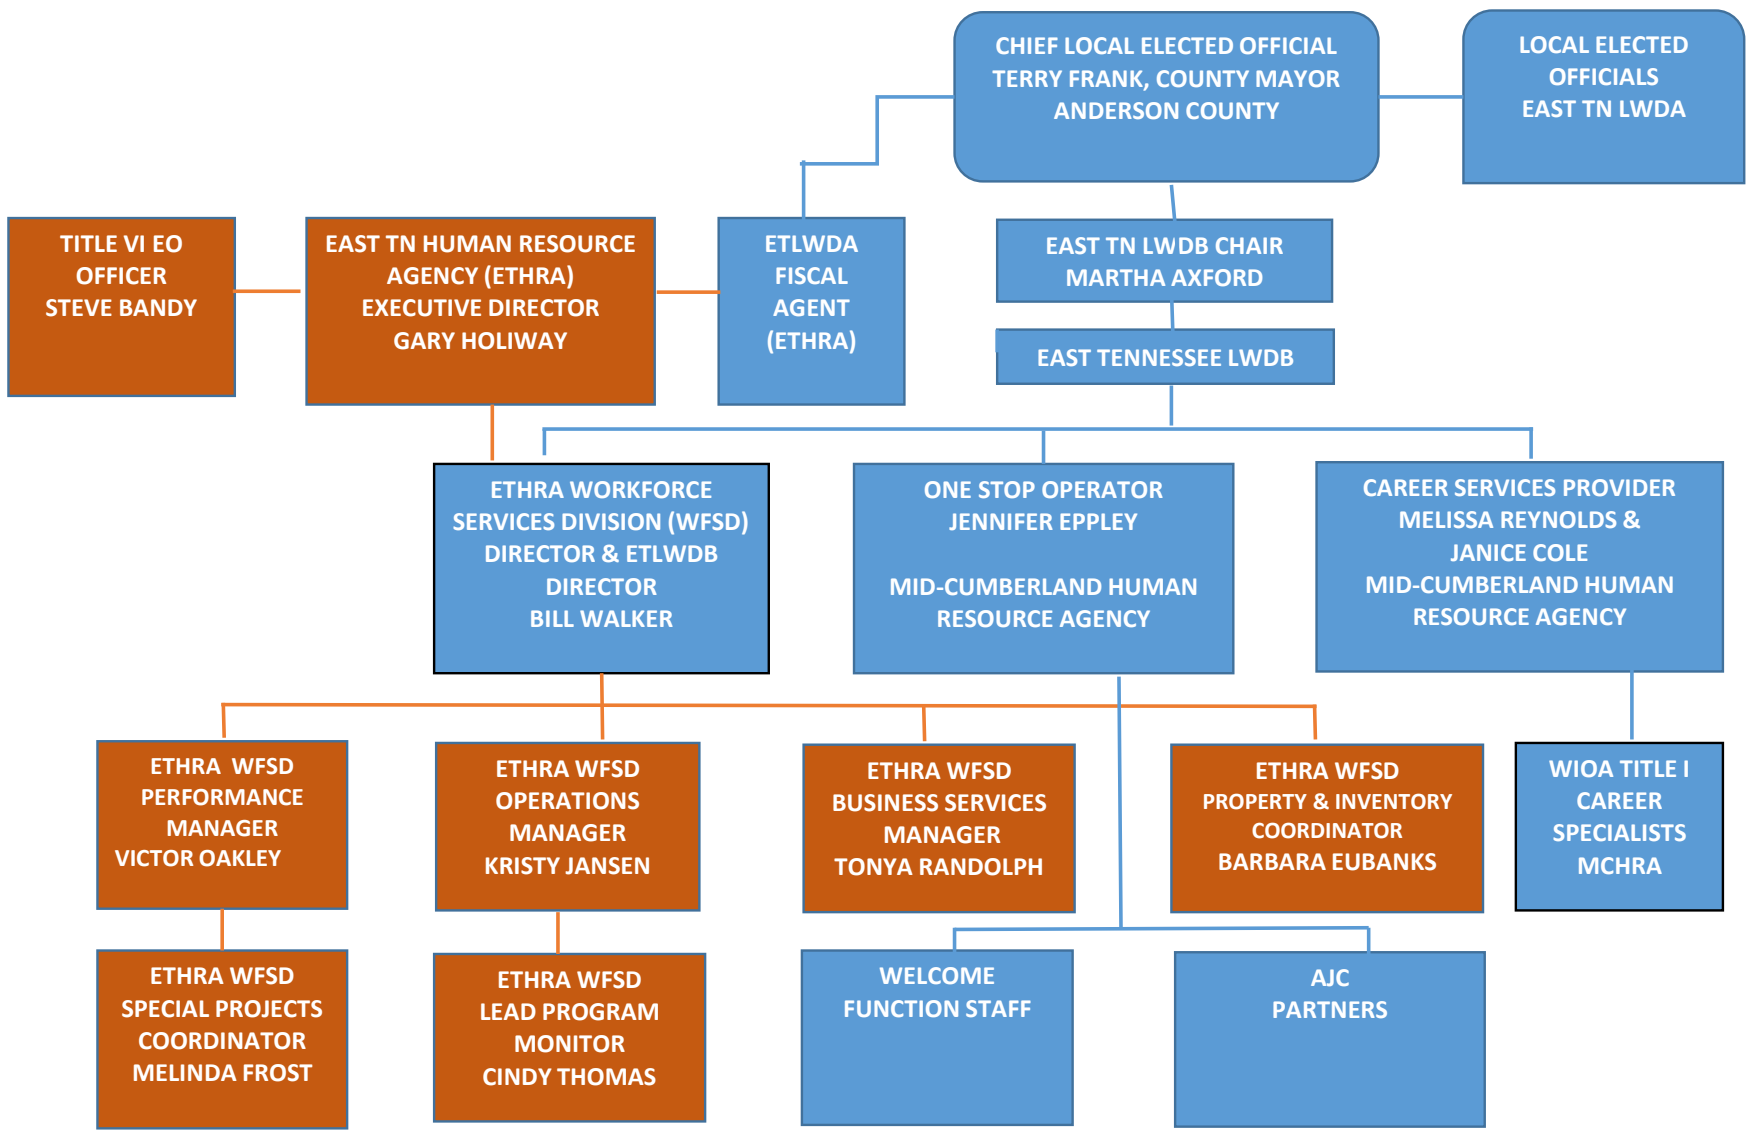 CHIEF LOCAL ELECTED OFFICIAL
TERRY FRANK, COUNTY MAYOR
ANDERSON COUNTY
LOCAL ELECTED
OFFICIALS
EAST TN LWDA
TITLE VI EO
OFFICER
STEVE BANDY
EAST TN HUMAN RESOURCE
AGENCY (ETHRA)
EXECUTIVE DIRECTOR
GARY HOLIWAY
ETLWDA
FISCAL
AGENT
(ETHRA)
EAST TN LWDB CHAIR
MARTHA AXFORD
EAST TENNESSEE LWDB
ETHRA WORKFORCE
SERVICES DIVISION (WFSD)
DIRECTOR & ETLWDB
DIRECTOR
BILL WALKER
ONE STOP OPERATOR
JENNIFER EPPLEY
MID-CUMBERLAND HUMAN
RESOURCE AGENCY
CAREER SERVICES PROVIDER
MELISSA REYNOLDS &
JANICE COLE
MID-CUMBERLAND HUMAN
RESOURCE AGENCY
ETHRA WFSD
PERFORMANCE
MANAGER
VICTOR OAKLEY
ETHRA WFSD
OPERATIONS
MANAGER
KRISTY JANSEN
ETHRA WFSD
BUSINESS SERVICES
MANAGER
TONYA RANDOLPH
ETHRA WFSD
PROPERTY & INVENTORY
COORDINATOR
BARBARA EUBANKS
WIOA TITLE I
CAREER
SPECIALISTS
MCHRA
ETHRA WFSD
SPECIAL PROJECTS
COORDINATOR
MELINDA FROST
ETHRA WFSD
LEAD PROGRAM
MONITOR
CINDY THOMAS
WELCOME
FUNCTION STAFF
AJC
PARTNERS